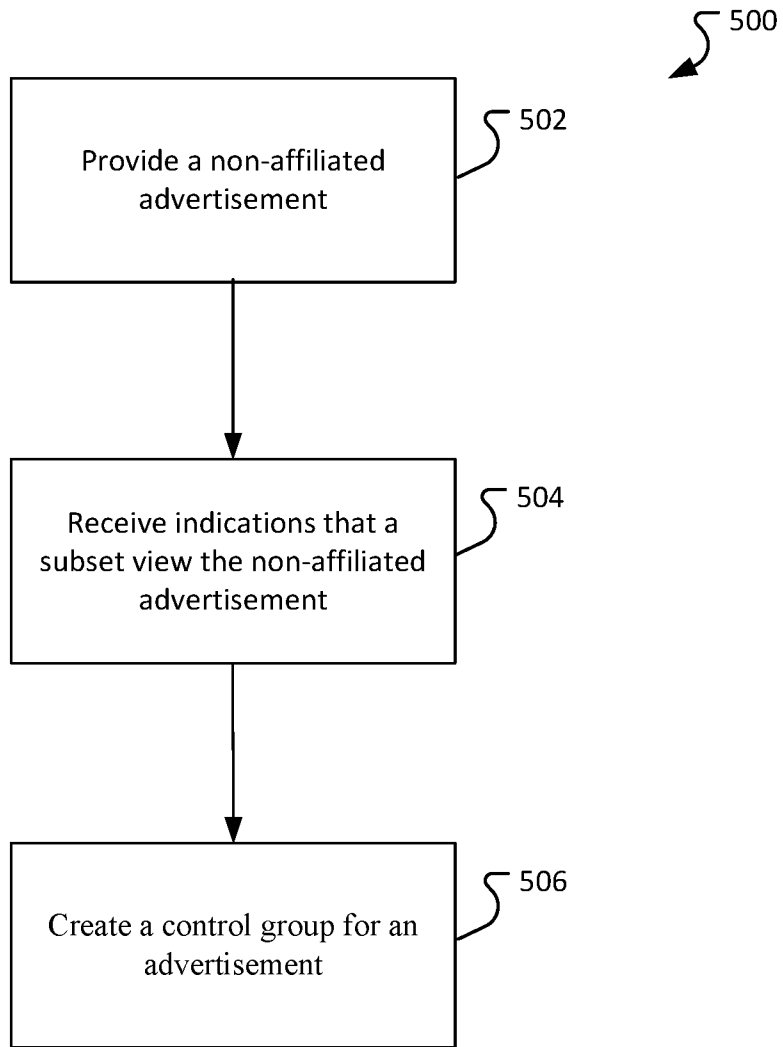 500
Provide a non-affiliated
advertisement
502
Receive indications that a
subset view the non-affiliated
advertisement
504
Create a control group for an
advertisement
506